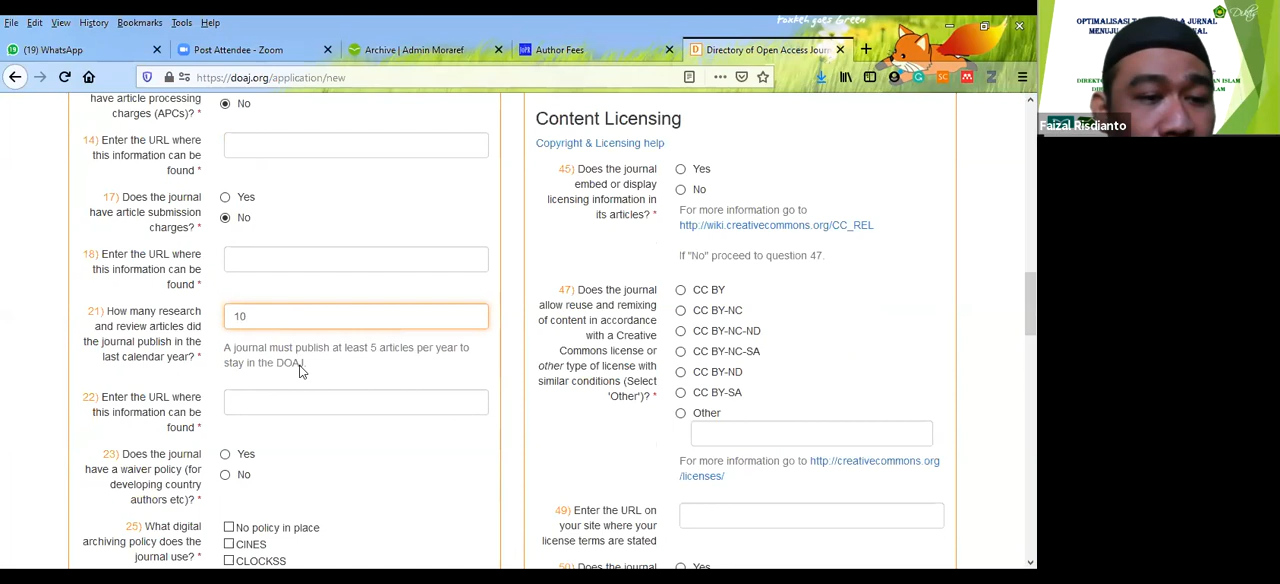 File Edit View History Bookmarks Tools Help
foxkeh goes Green
(19) WhatsApp
Post Attendee - Zoom
Archive | Admin Moraref
Author Fees
Directory of Open Access Jour
https://doaj.org/application/new
have article processing
charges (APCs)? *
No
14) Enter the URL where
this information can be
found *
17) Does the journal
have article submission
charges? *
Yes
No
18) Enter the URL where
this information can be
found *
21) How many research
and review articles did
the journal publish in the
last calendar year? *
10
A journal must publish at least 5 articles per year to
stay in the DOAJ.
22) Enter the URL where
this information can be
found *
23) Does the journal
have a waiver policy (for
developing country
authors etc)? *
Yes
No
25) What digital
archiving policy does the
journal use? *
No policy in place
CINES
CLOCKSS
Content Licensing
Copyright & Licensing help
45) Does the journal
embed or display
licensing information in
its articles? *
Yes
No
For more information go to
http://wiki.creativecommons.org/CC_REL
If "No" proceed to question 47.
47) Does the journal
allow reuse and remixing
of content in accordance
with a Creative
Commons license or
other type of license with
similar conditions (Select
'Other')? *
CC BY
CC BY-NC
CC BY-NC-ND
CC BY-NC-SA
CC BY-ND
CC BY-SA
Other
For more information go to http://creativecommons.org
/licenses/
49) Enter the URL on
your site where your
license terms are stated
50) Does the journal
Yes
OPTIMALISASI
JURNAL
MENUJU
Faizal Risdianto